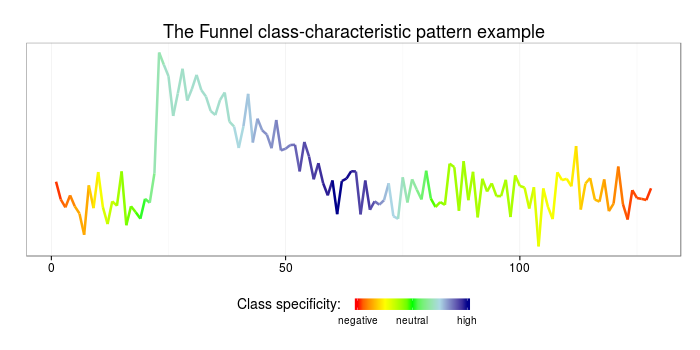 The Funnel class-characteristic pattern example
0 50 100
Class specificity:
negative neutral high